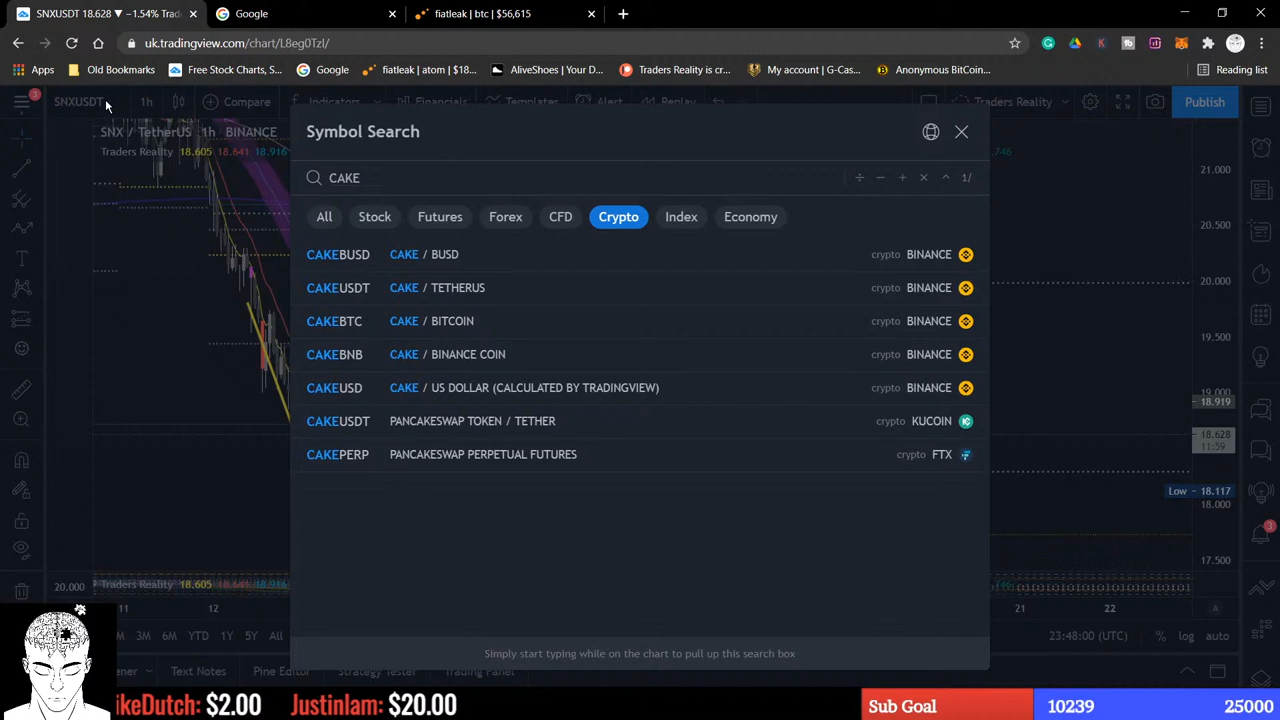 SNXUSDT 18.628 ▼ −1.54% Trad
Google
fiatleak | btc | $56,615
uk.tradingview.com/chart/L8eg0TzI/
Apps
Old Bookmarks
Free Stock Charts, S...
Google
fiatleak | atom | $18...
AliveShoes | Your D...
Traders Reality is cr...
My account | G-Cas...
Anonymous BitCoin...
Reading list
3
SNXUSDT
1h
Compare
Indicators
Financials
Templates
Alert
Replay
Traders Reality
Publish
SNX / TetherUS 1h BINANCE
Traders Reality 18.605 18.641 18.916
Symbol Search
CAKE
÷ − + × ^ 1/
All
Stock
Futures
Forex
CFD
Crypto
Index
Economy
CAKEBUSD CAKE / BUSD crypto BINANCE
CAKEUSDT CAKE / TETHERUS crypto BINANCE
CAKEBTC CAKE / BITCOIN crypto BINANCE
CAKEBNB CAKE / BINANCE COIN crypto BINANCE
CAKEUSD CAKE / US DOLLAR (CALCULATED BY TRADINGVIEW) crypto BINANCE
CAKEUSDT PANCAKESWAP TOKEN / TETHER crypto KUCOIN
CAKEPERP PANCAKESWAP PERPETUAL FUTURES crypto FTX
Simply start typing while on the chart to pull up this search box
.746
21.000
20.500
20.000
19.500
19.000
18.919
18.628
11:59
Low 18.117
18.000
17.500
3
20,000
Traders Reality 18.605 18.641 18.916
11
12
21
22
A
M
3M
6M
YTD
1Y
5Y
All
23:48:00 (UTC)
%
log
auto
ener
Text Notes
Pine Editor
Strategy Tester
Trading Panel
ikeDutch: $2.00
Justinlam: $20.00
Sub Goal
10239
25000